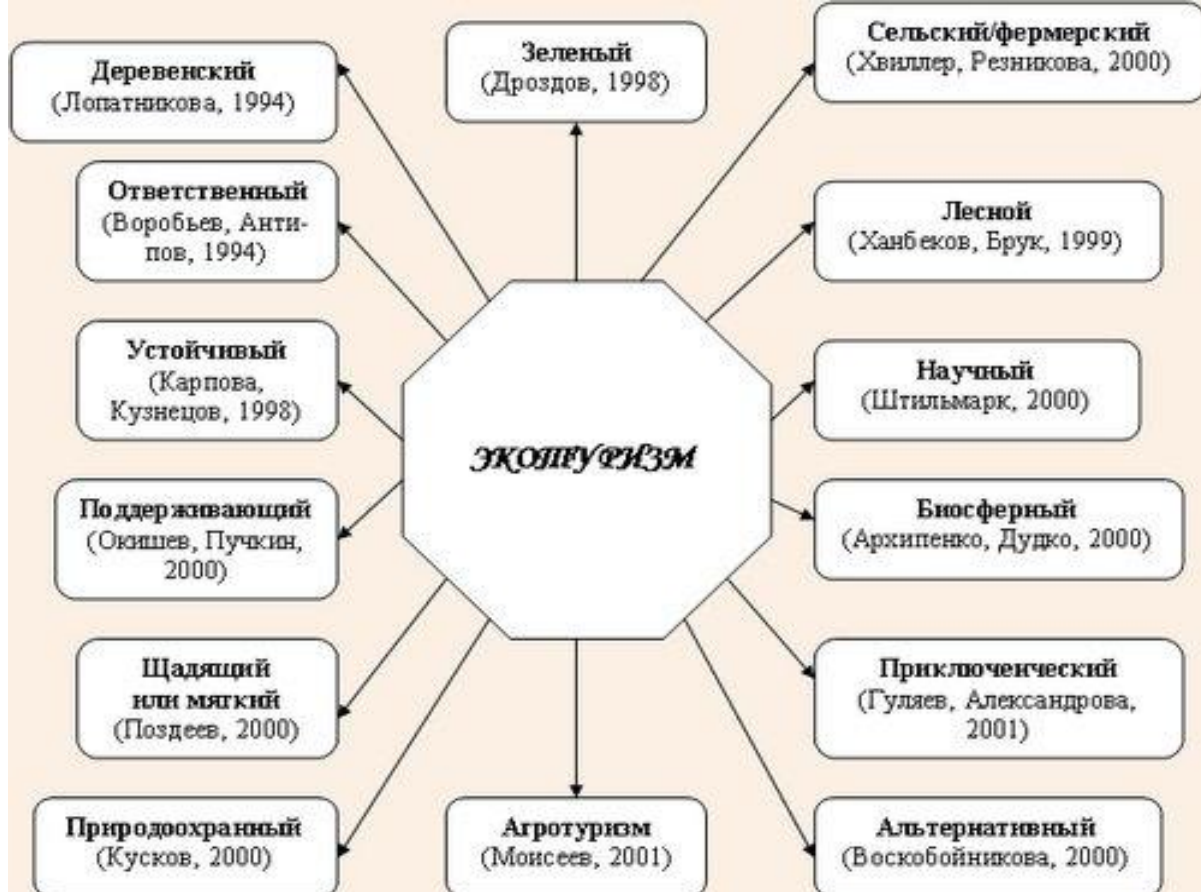 Деревенский
(Лопатникова, 1994)
Зеленый
(Дроздов, 1998)
Сельский/фермерский
(Хвиллер, Резникова, 2000)
Ответственный
(Воробьев, Анти-
пов, 1994)
Лесной
(Ханбеков, Брук, 1999)
Устойчивый
(Карпова,
Кузнецов, 1998)
Научный
(Штильмарк, 2000)
ЭКОТУРИЗМ
Поддерживающий
(Окишев, Пучкин,
2000)
Биосферный
(Архипенко, Дудко, 2000)
Щадящий
или мягкий
(Поздеев, 2000)
Приключенческий
(Гуляев, Александрова,
2001)
Природоохранный
(Кусков, 2000)
Агротуризм
(Моисеев, 2001)
Альтернативный
(Воскобойникова, 2000)